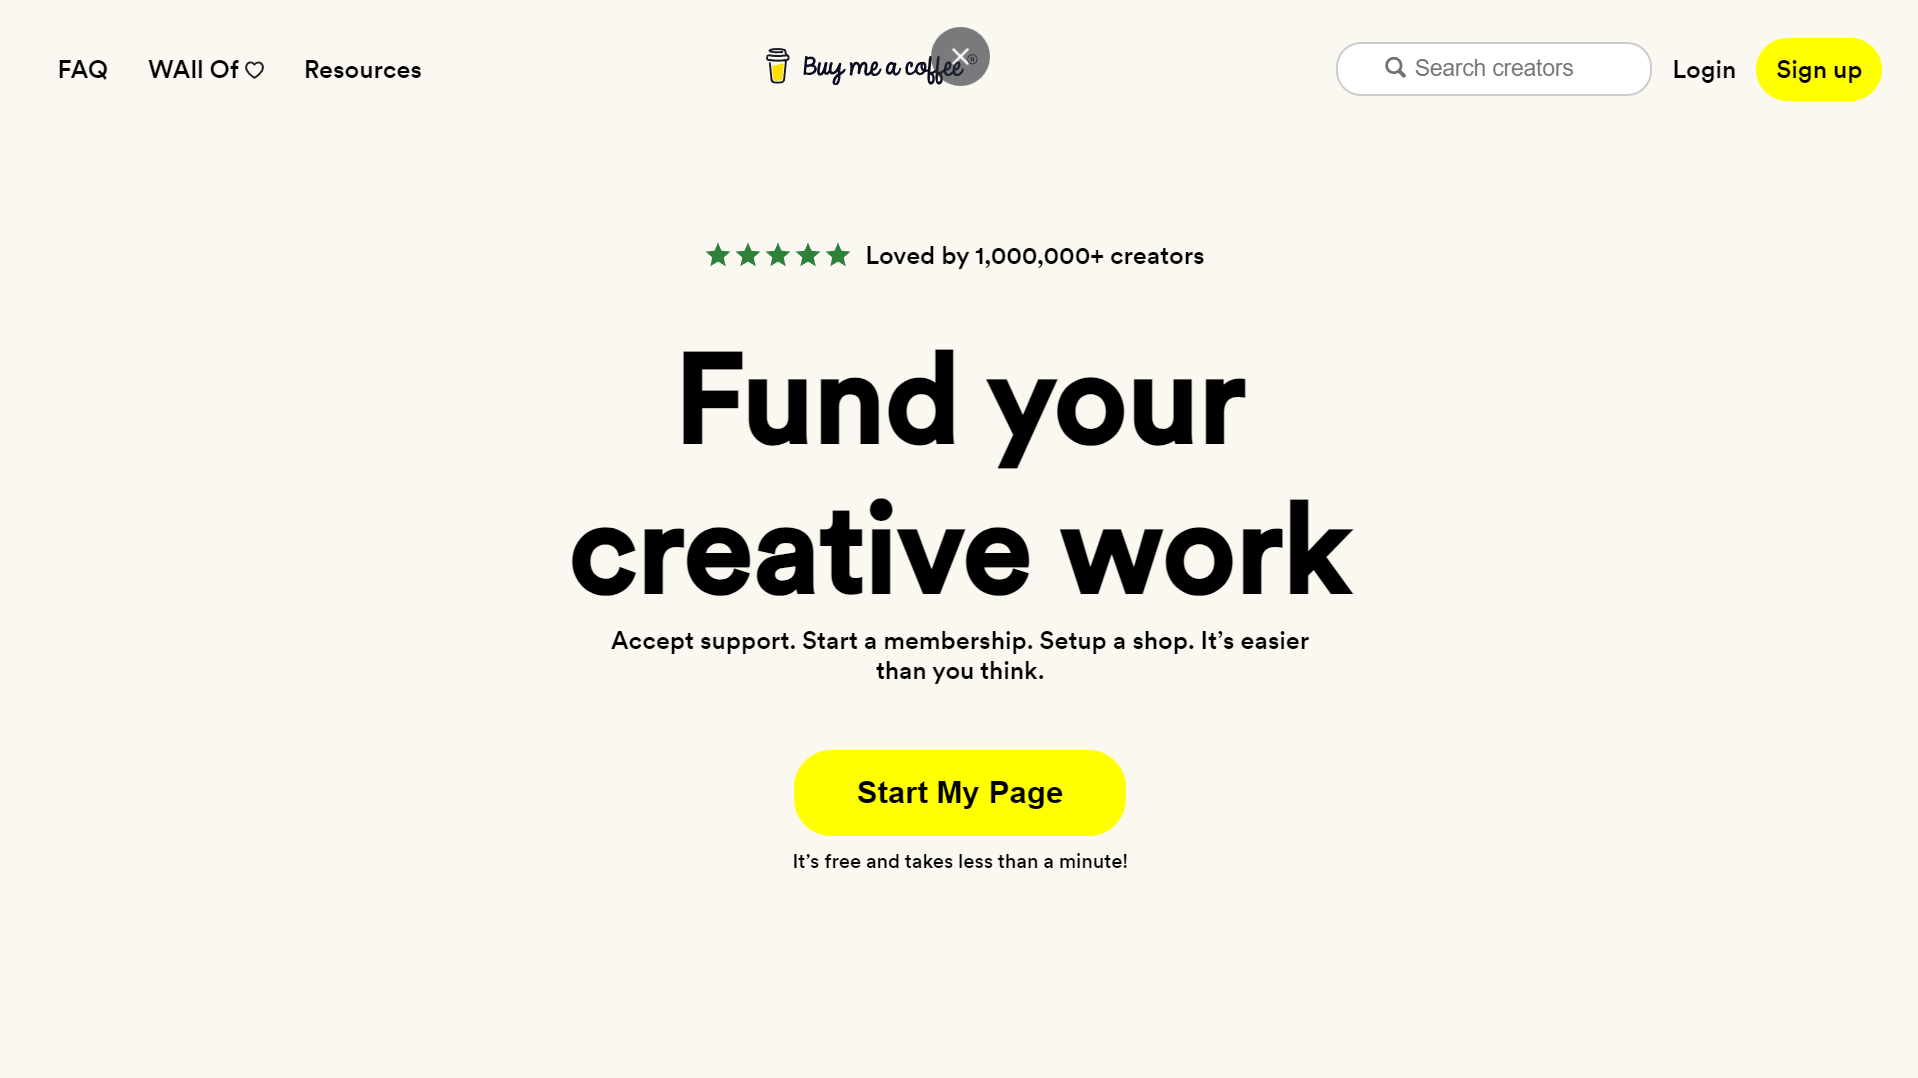 FAQ
WAll Of
Resources
Buy me a coffee®
Search creators
Login
Sign up
Loved by 1,000,000+ creators
Fund your
creative work
Accept support. Start a membership. Setup a shop. It’s easier
than you think.
Start My Page
It’s free and takes less than a minute!